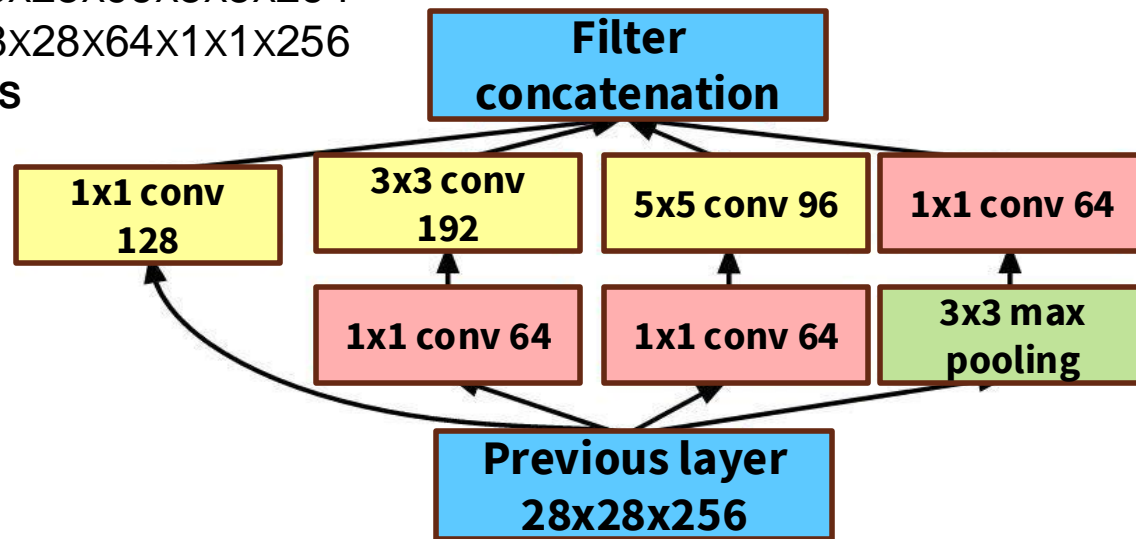 8x28x64x1x1x256
s
Filter
concatenation
1x1 conv
128
3x3 conv
192
5x5 conv 96
1x1 conv 64
1x1 conv 64
1x1 conv 64
3x3 max
pooling
Previous layer
28x28x256